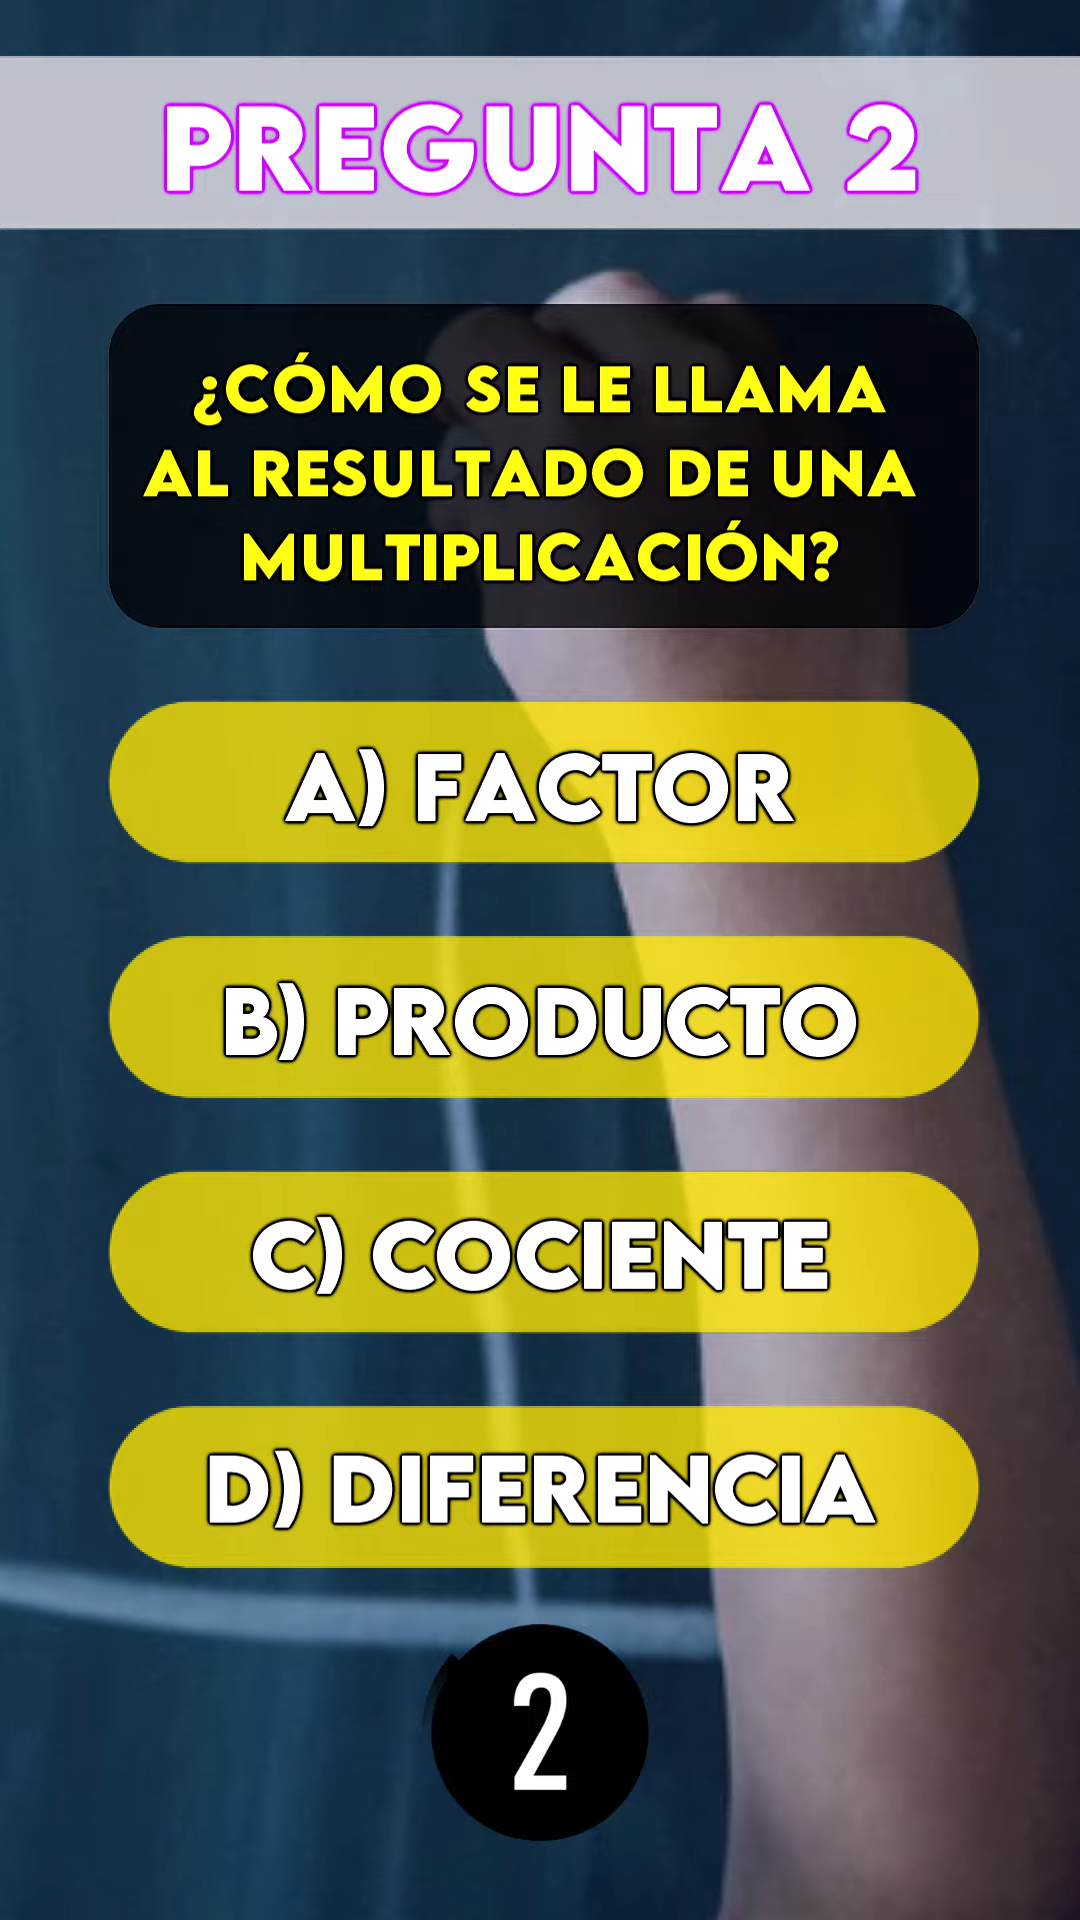 PREGUNTA 2
¿CÓMO SE LE LLAMA
AL RESULTADO DE UNA
MULTIPLICACIÓN?
A) FACTOR
B) PRODUCTO
C) COCIENTE
D) DIFERENCIA
2